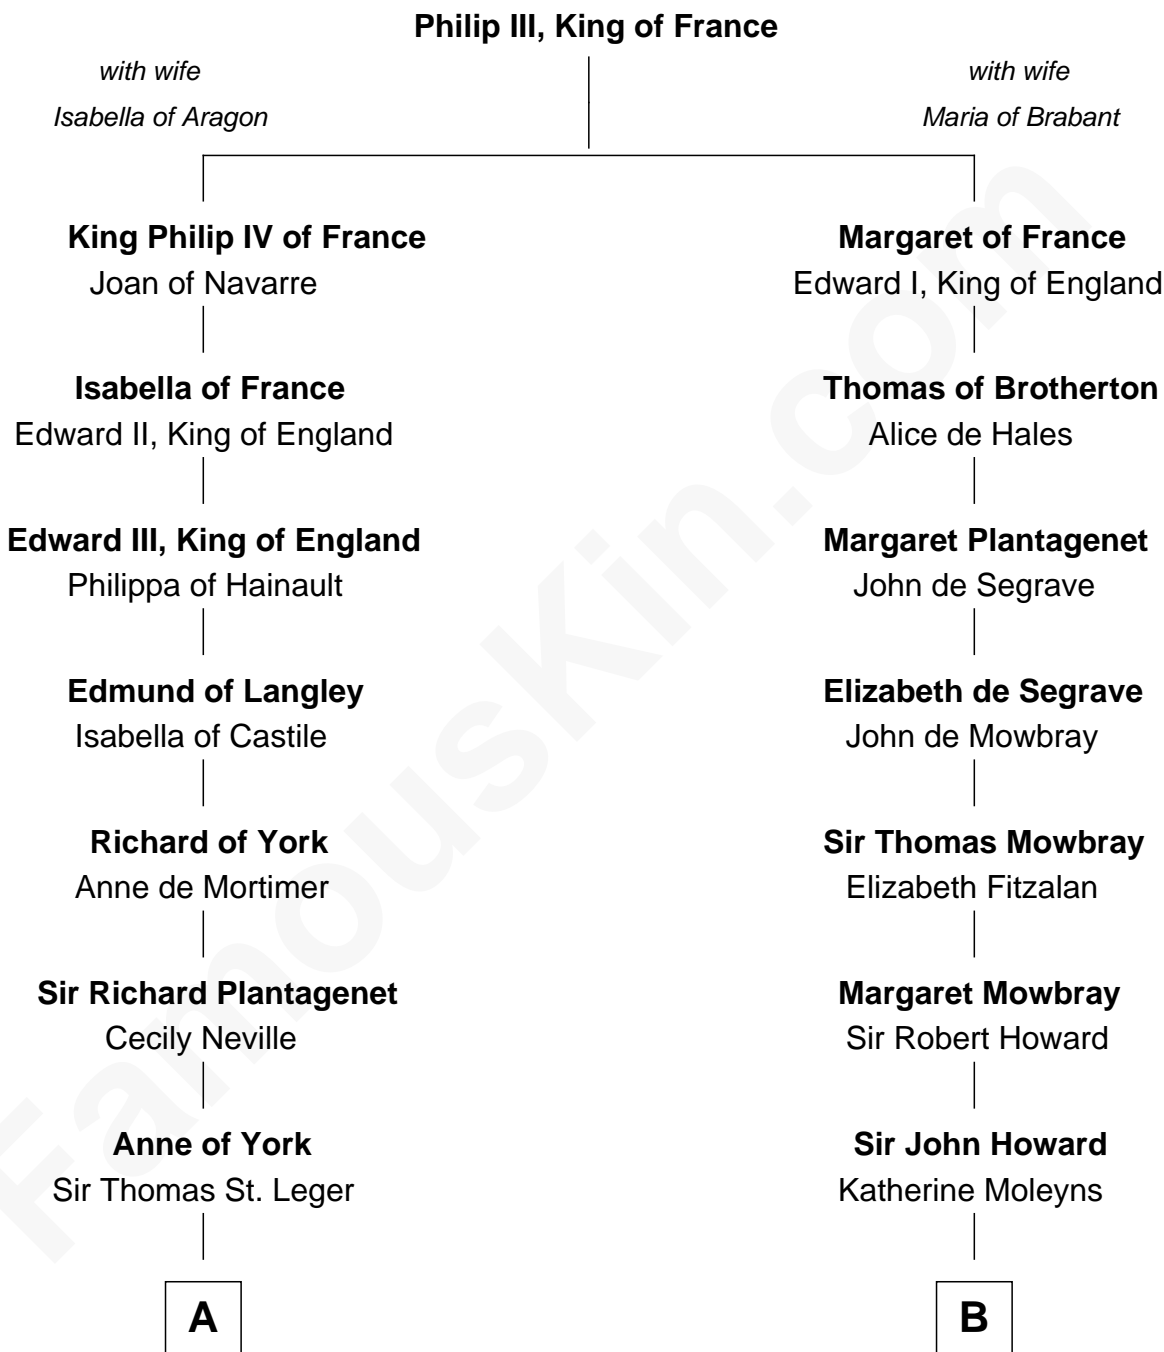 Philip III, King of France
with wife
Isabella of Aragon
with wife
Maria of Brabant
King Philip IV of France
Joan of Navarre
Isabella of France
Edward II, King of England
Edward III, King of England
Philippa of Hainault
Edmund of Langley
Isabella of Castile
Richard of York
Anne de Mortimer
Sir Richard Plantagenet
Cecily Neville
Anne of York
Sir Thomas St. Leger
A
Margaret of France
Edward I, King of England
Thomas of Brotherton
Alice de Hales
Margaret Plantagenet
John de Segrave
Elizabeth de Segrave
John de Mowbray
Sir Thomas Mowbray
Elizabeth Fitzalan
Margaret Mowbray
Sir Robert Howard
Sir John Howard
Katherine Moleyns
B
FamousKin.com